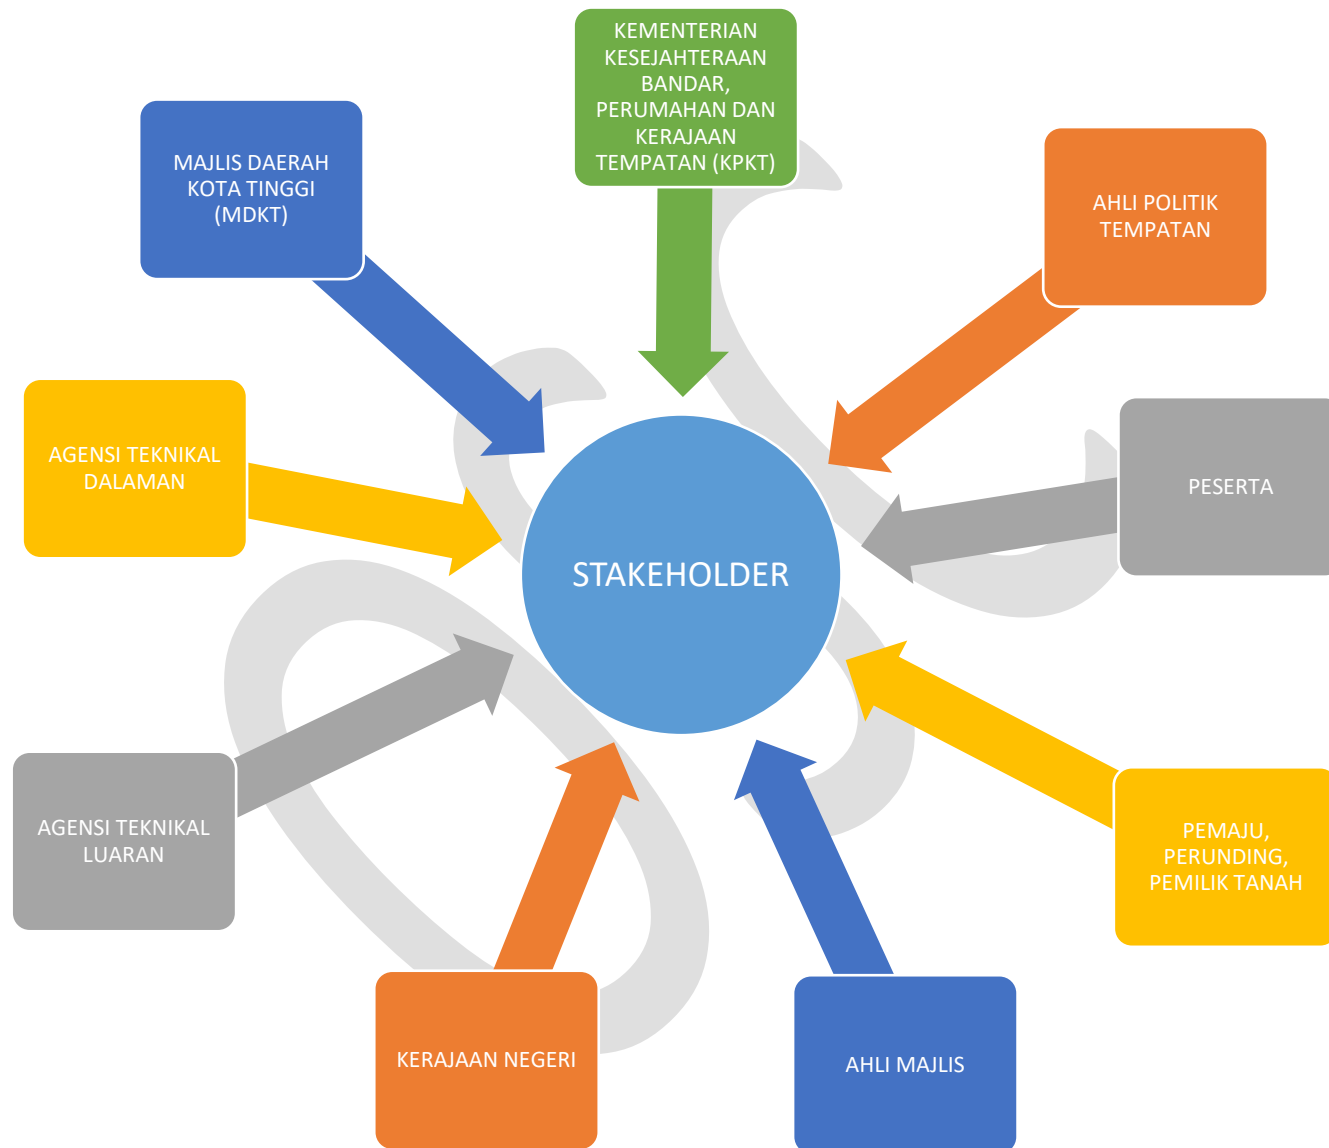 KEMENTERIAN
KESEJAHTERAAN
BANDAR,
PERUMAHAN DAN
KERAJAAN
TEMPATAN (KPKT)
MAJLIS DAERAH
KOTA TINGGI
(MDKT)
AHLI POLITIK
TEMPATAN
AGENSI TEKNIKAL
DALAMAN
PESERTA
STAKEHOLDER
AGENSI TEKNIKAL
LUARAN
PEMAJU,
PERUNDING,
PEMILIK TANAH
KERAJAAN NEGERI
AHLI MAJLIS